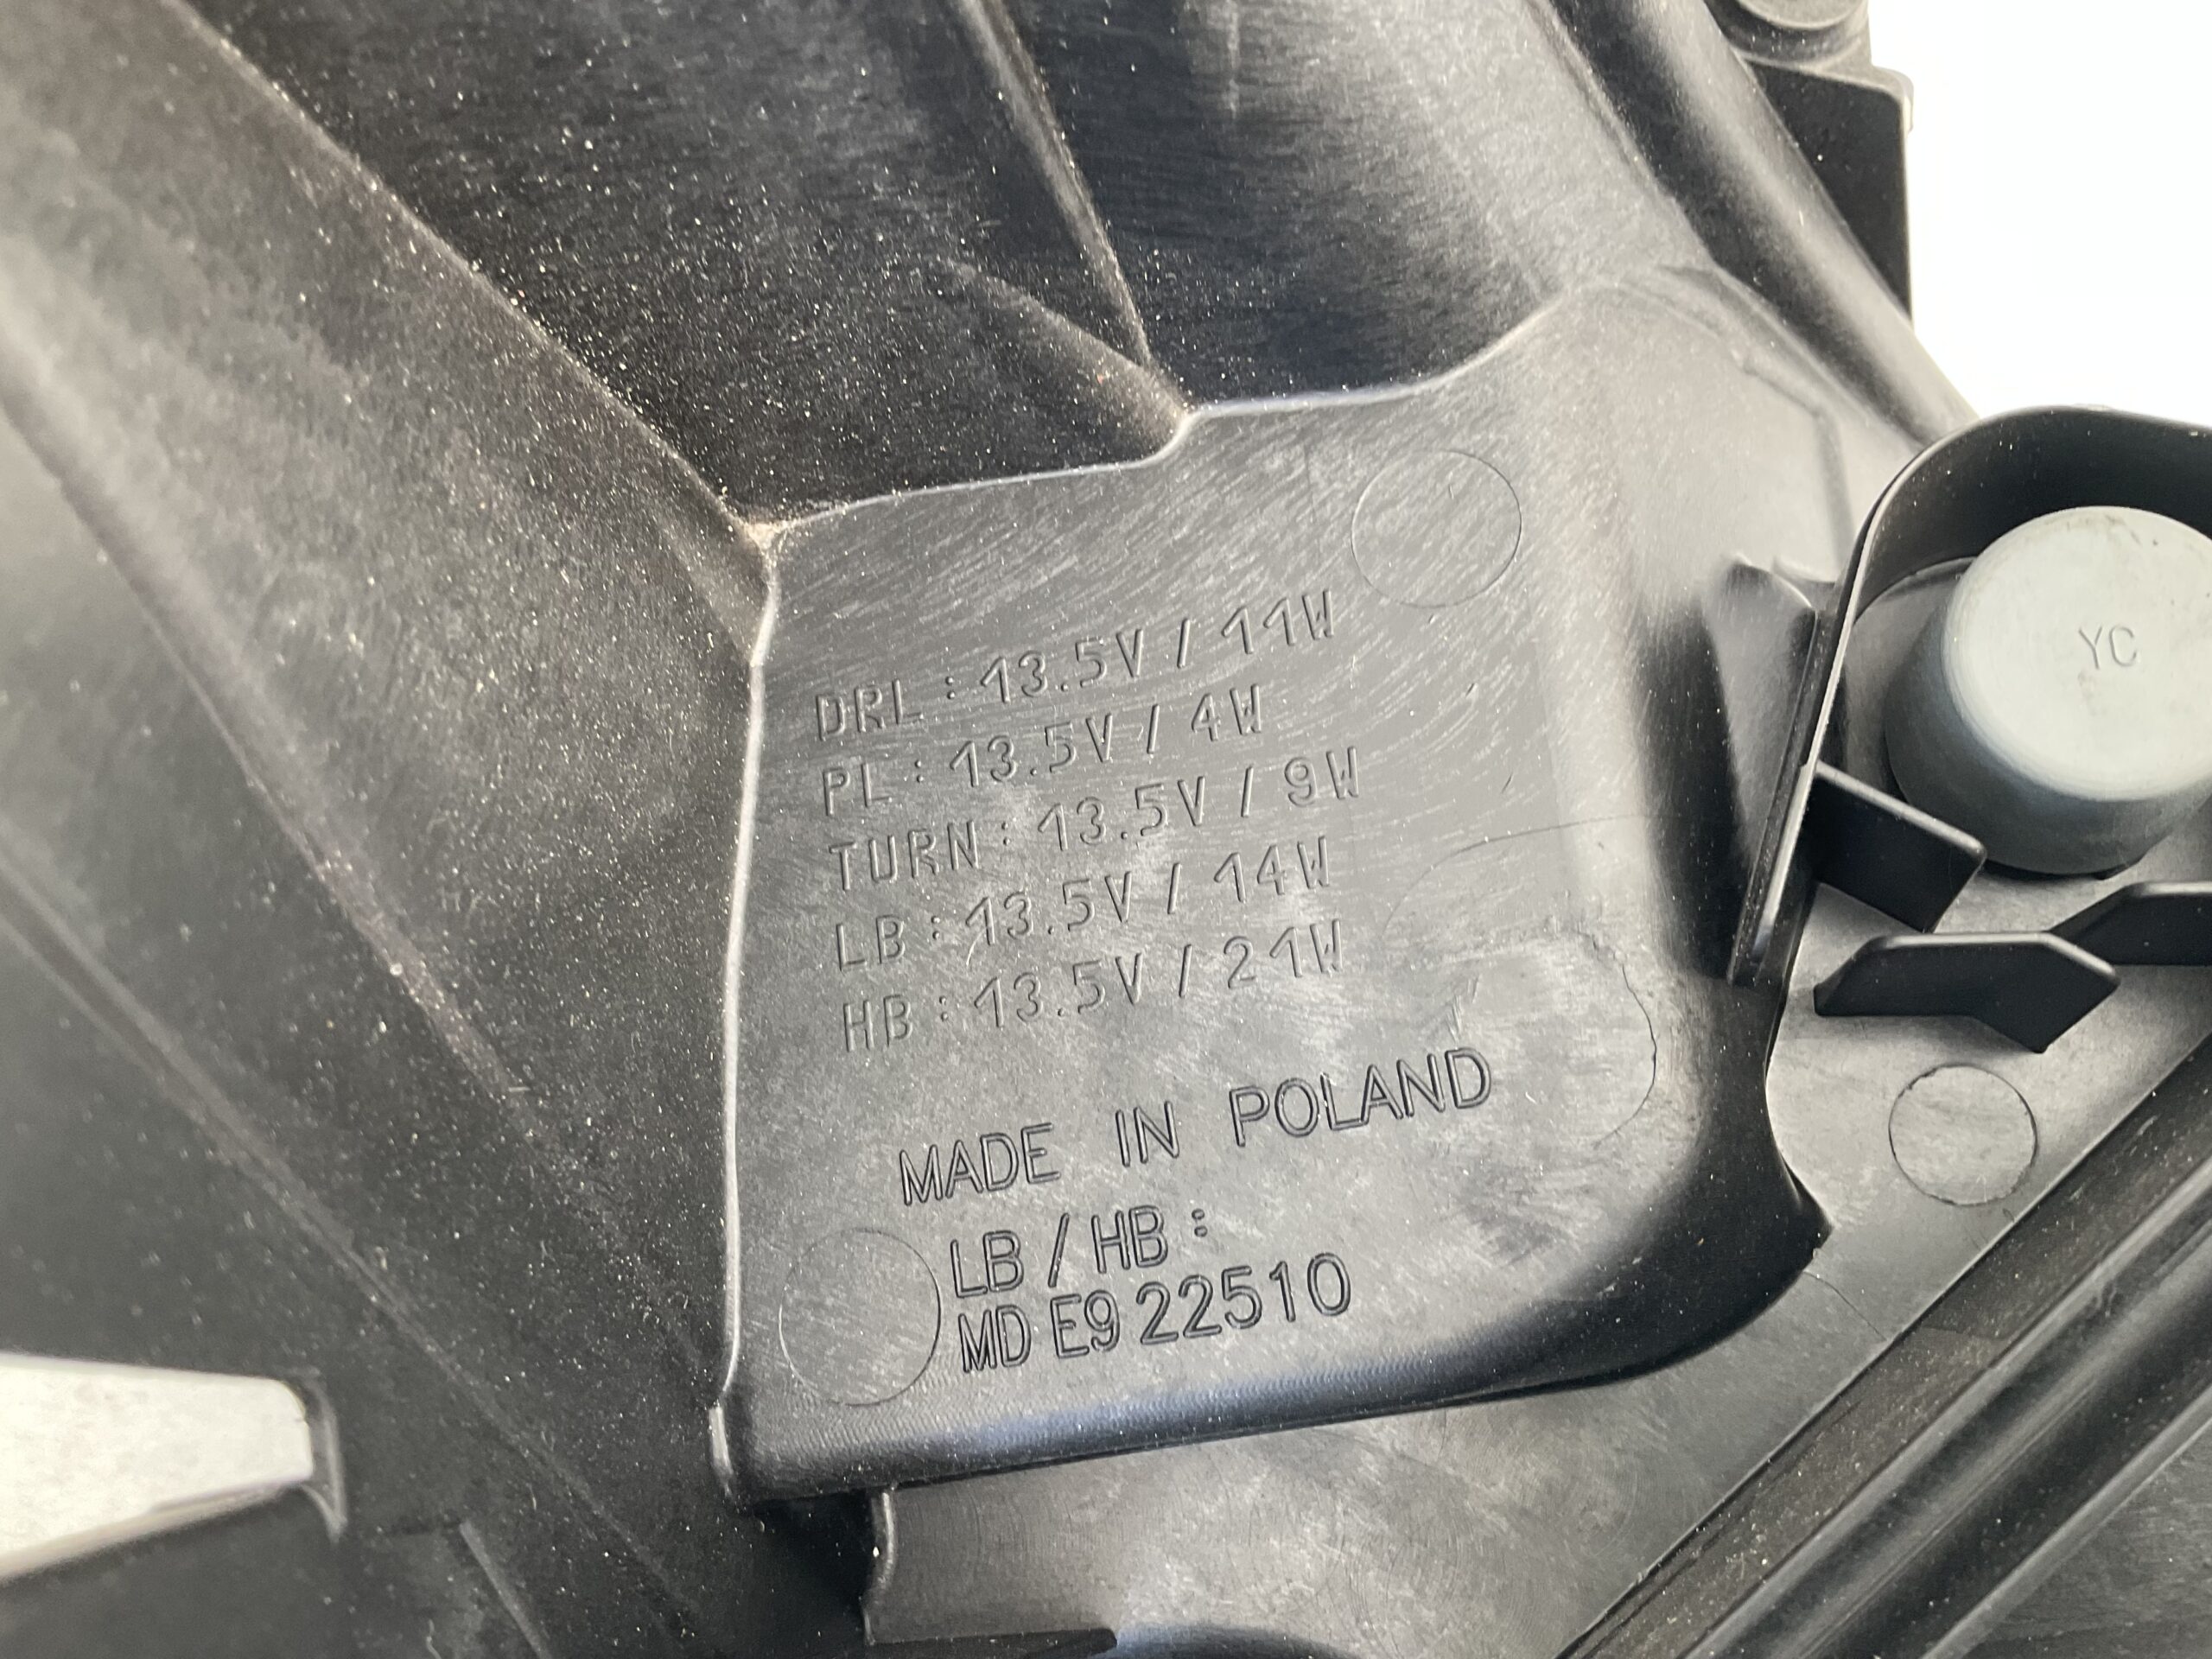 DRL : 13.5V / 11W
PL : 13.5V / 4W
TURN : 13.5V / 9W
LB : 13.5V / 14W
HB : 13.5V / 21W
MADE IN POLAND
LB / HB :
MD E9 22510
YC